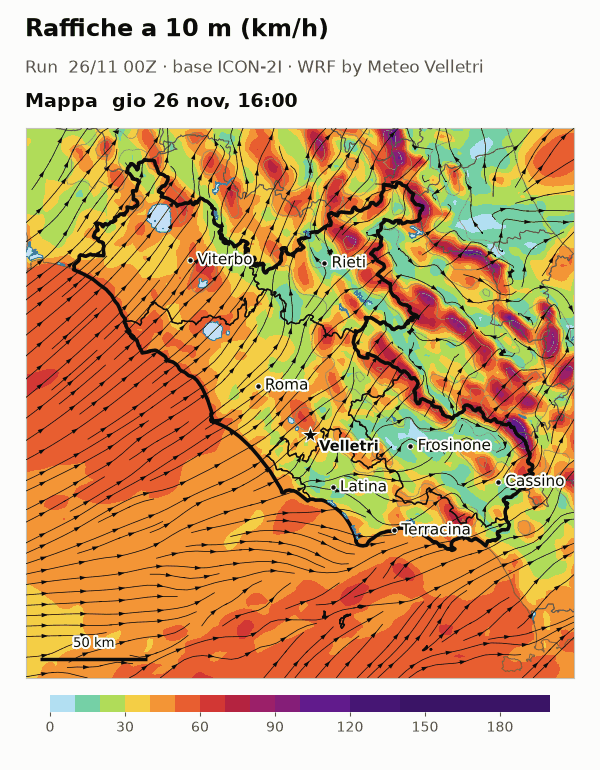 Raffiche a 10 m (km/h)
Run  26/11 00Z · base ICON-2I · WRF by Meteo Velletri
Mappa  gio 26 nov, 16:00
Viterbo
Rieti
Roma
Velletri
Frosinone
Cassino
Latina
Terracina
50 km
0 30 60 90 120 150 180